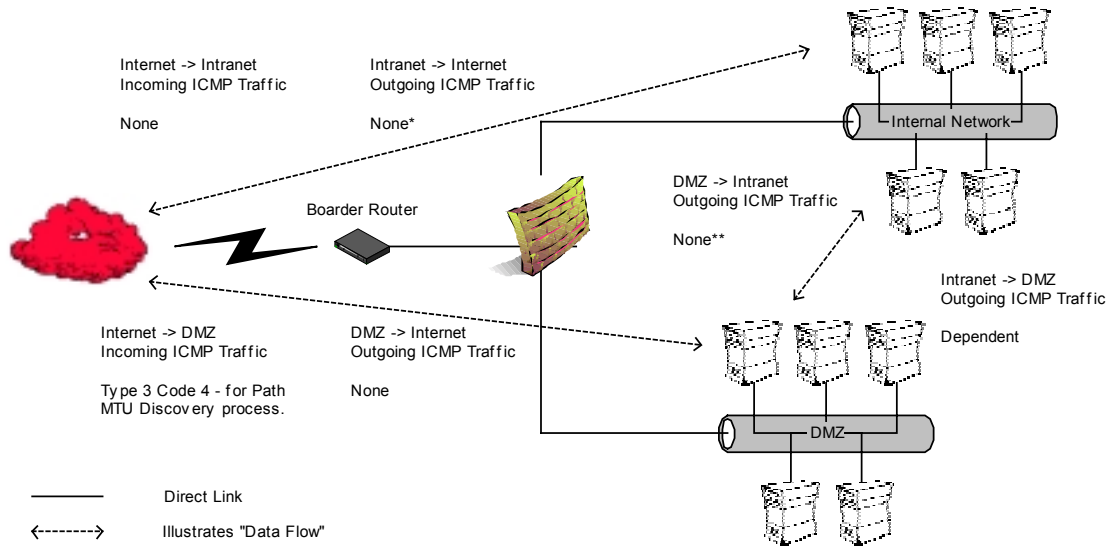 Internet -> Intranet
Incoming ICMP Traffic
None
Intranet -> Internet
Outgoing ICMP Traffic
None*
Internal Network
DMZ -> Intranet
Outgoing ICMP Traffic
None**
Boarder Router
Intranet -> DMZ
Outgoing ICMP Traffic
Dependent
Internet -> DMZ
Incoming ICMP Traffic
Type 3 Code 4 - for Path
MTU Discovery process.
DMZ -> Internet
Outgoing ICMP Traffic
None
DMZ
Direct Link
Illustrates "Data Flow"